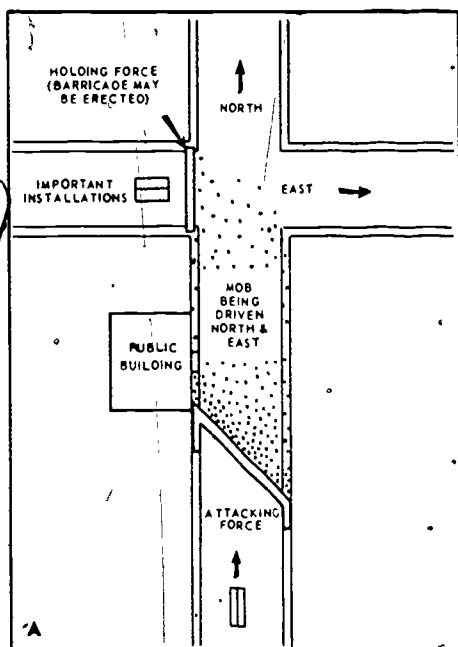 HOLDING FORCE
(BARRICADE MAY
BE ERECTED)
NORTH
IMPORTANT
INSTALLATIONS
EAST
MOB
BEING
DRIVEN
NORTH &
EAST
PUBLIC
BUILDING
ATTACKING
FORCE
A